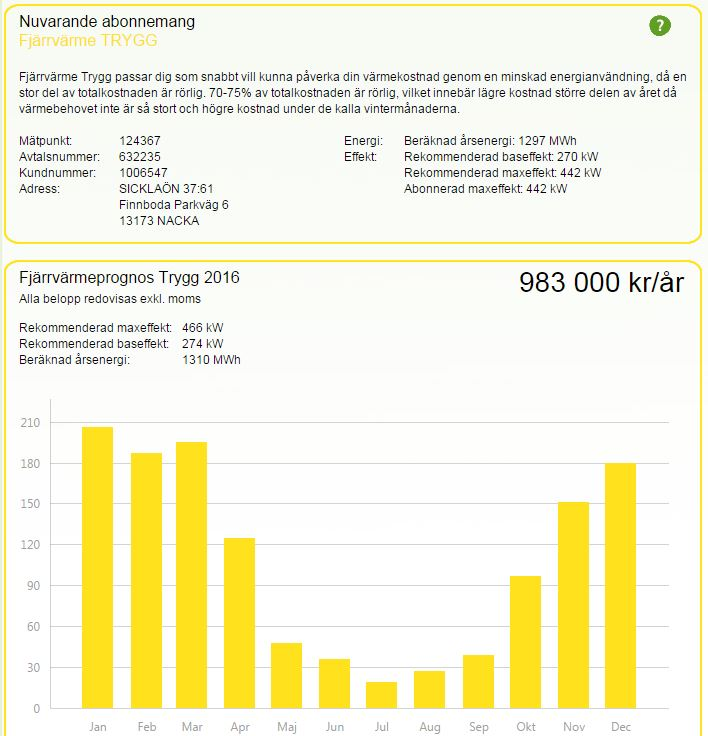 Nuvarande abonnemang
Fjärrvärme TRYGG
?
Fjärrvärme Trygg passar dig som snabbt vill kunna påverka din värmekostnad genom en minskad energianvändning, då en
stor del av totalkostnaden är rörlig. 70-75% av totalkostnaden är rörlig, vilket innebär lägre kostnad större delen av året då
värmebehovet inte är så stort och högre kostnad under de kalla vintermånaderna.
Mätpunkt: 124367 Energi: Beräknad årsenergi: 1297 MWh
Avtalsnummer: 632235 Effekt: Rekommenderad baseffekt: 270 kW
Kundnummer: 1006547 Rekommenderad maxeffekt: 442 kW
Adress: SICKLAÖN 37:61 Abonnerad maxeffekt: 442 kW
Finnboda Parkväg 6
13173 NACKA
Fjärrvärmeprognos Trygg 2016 983 000 kr/år
Alla belopp redovisas exkl. moms
Rekommenderad maxeffekt: 466 kW
Rekommenderad baseffekt: 274 kW
Beräknad årsenergi: 1310 MWh
210
180
150
120
90
60
30
0
Jan Feb Mar Apr Maj Jun Jul Aug Sep Okt Nov Dec